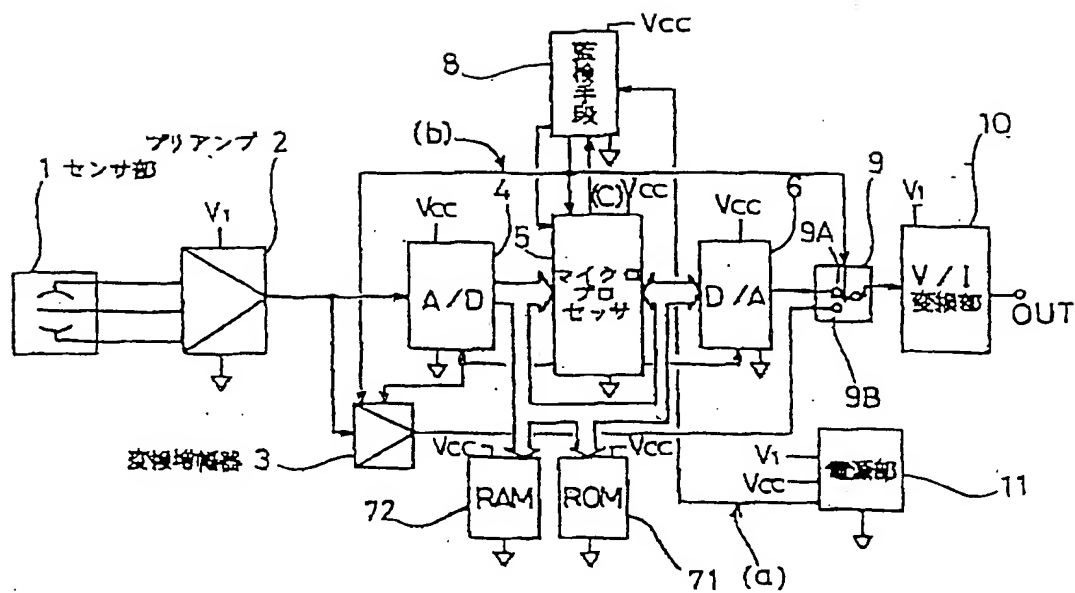 Vcc
8
監検手段
10
プリアンプ 2
(b)
1 センサ部
4
6
9
V1
Vcc
(C)
Vcc
Vcc
9A
V1
5
A/D
マイクロ
プロ
セッサ
D/A
V/I
変換部
OUT
9B
変換増幅器 3
Vcc
Vcc
V1
Vcc
電源部
11
RAM
ROM
72
71
(a)